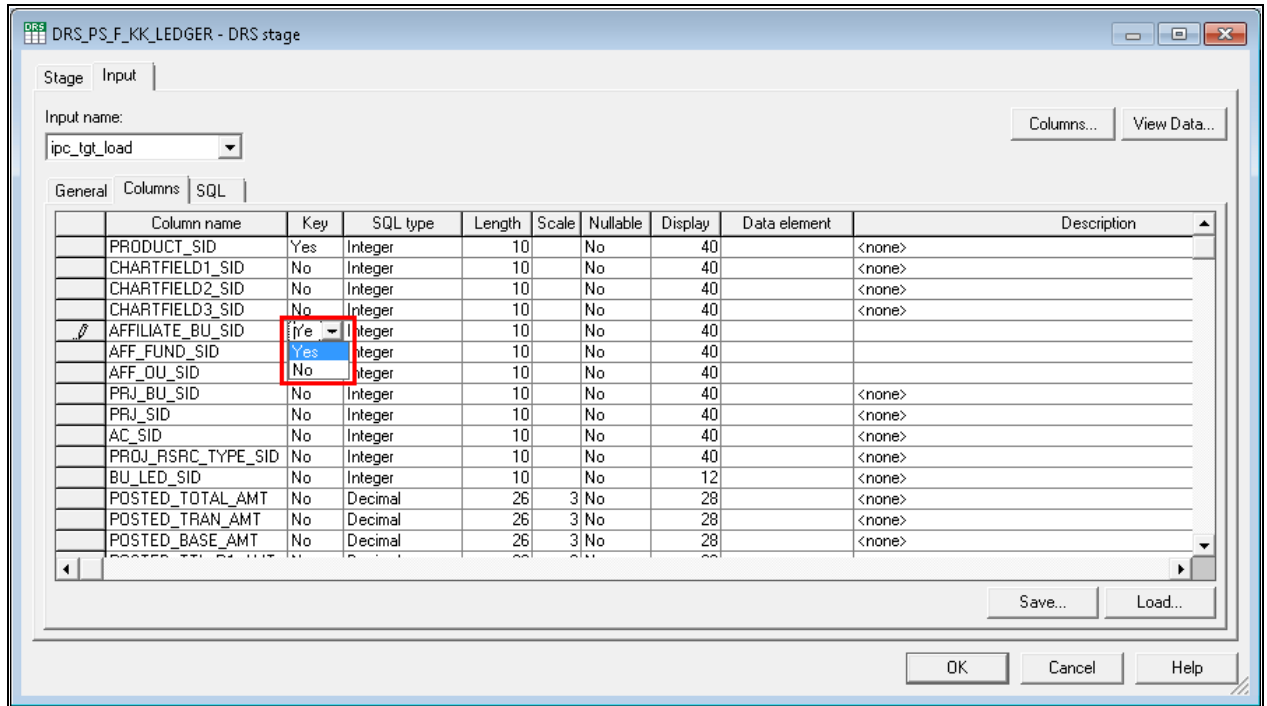 DRS DRS_PS_F_KK_LEDGER - DRS stage
Stage Input
Input name:
Columns... View Data...
ipc_tgt_load
General Columns SQL
Column name Key SQL type Length Scale Nullable Display Data element Description
PRODUCT_SID Yes Integer 10 No 40 <none>
CHARTFIELD1_SID No Integer 10 No 40 <none>
CHARTFIELD2_SID No Integer 10 No 40 <none>
CHARTFIELD3_SID No Integer 10 No 40 <none>
AFFILIATE_BU_SID Ye Integer 10 No 40
AFF_FUND_SID Yes nteger 10 No 40
AFF_OU_SID No nteger 10 No 40
PRJ_BU_SID No Integer 10 No 40 <none>
PRJ_SID No Integer 10 No 40 <none>
AC_SID No Integer 10 No 40 <none>
PROJ_RSRC_TYPE_SID No Integer 10 No 40 <none>
BU_LED_SID No Integer 10 No 12 <none>
POSTED_TOTAL_AMT No Decimal 26 3 No 28 <none>
POSTED_TRAN_AMT No Decimal 26 3 No 28 <none>
POSTED_BASE_AMT No Decimal 26 3 No 28 <none>
Save... Load...
OK Cancel Help